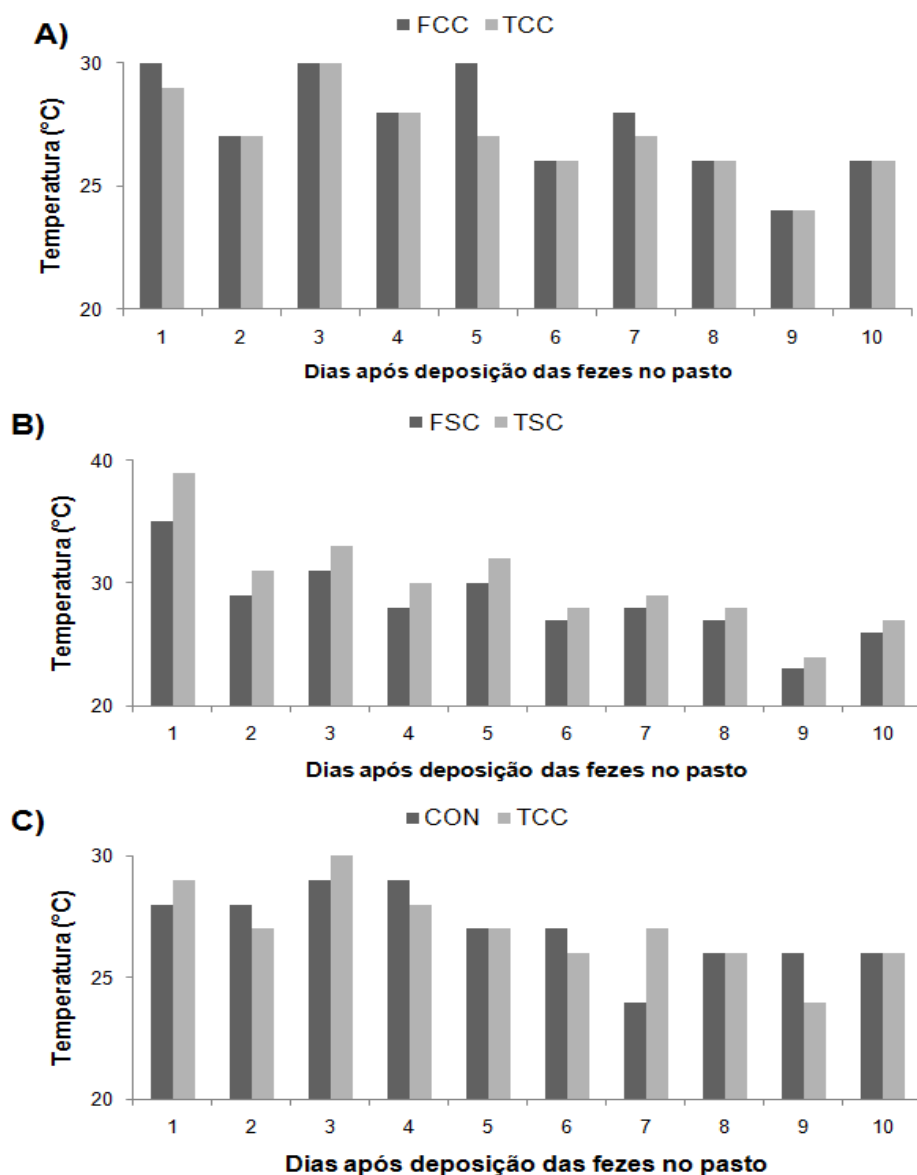 A)
FCC TCC
Temperatura (°C)
30
25
20
1 2 3 4 5 6 7 8 9 10
Dias após deposição das fezes no pasto
B)
FSC TSC
Temperatura (°C)
40
30
20
1 2 3 4 5 6 7 8 9 10
Dias após deposição das fezes no pasto
C)
CON TCC
Temperatura (°C)
30
25
20
1 2 3 4 5 6 7 8 9 10
Dias após deposição das fezes no pasto